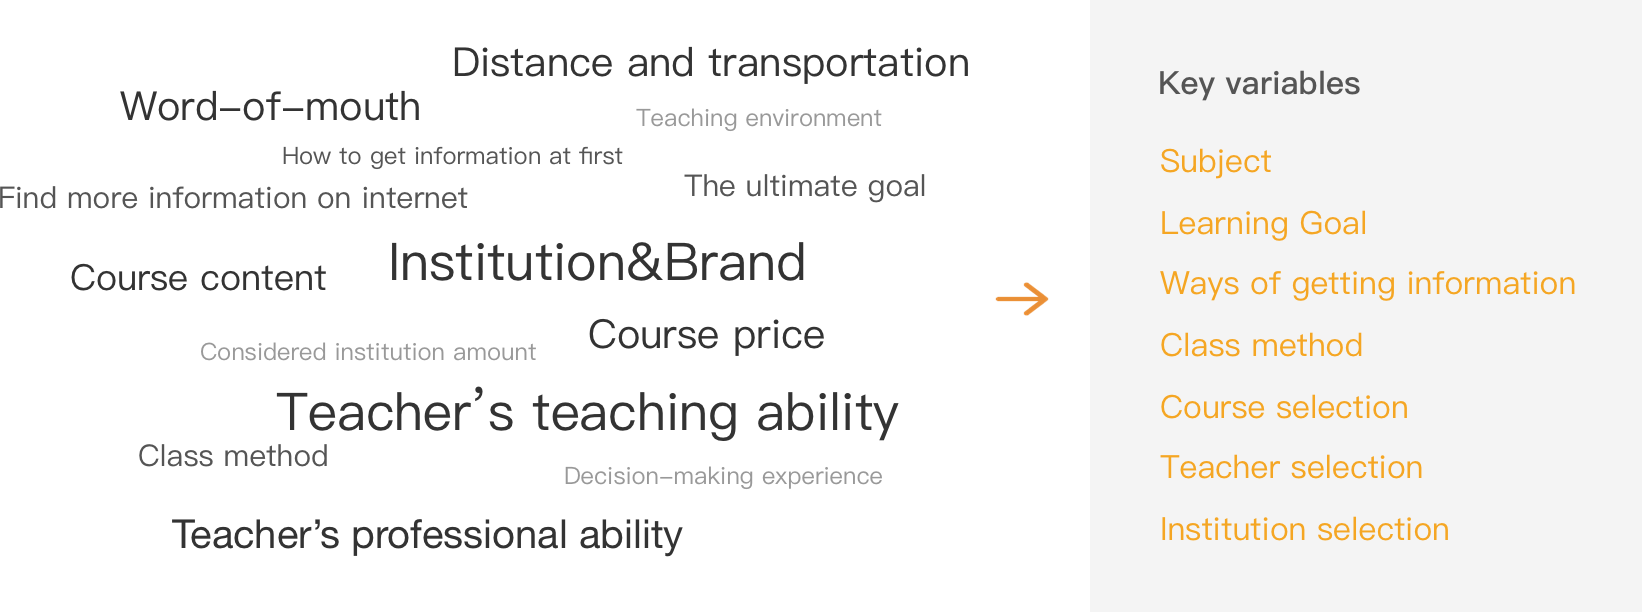 Distance and transportation
Word-of-mouth
Teaching environment
How to get information at first
Find more information on internet
The ultimate goal
Institution&Brand
Course content
Course price
Considered institution amount
Teacher's teaching ability
Class method
Decision-making experience
Teacher's professional ability
Key variables
Subject
Learning Goal
Ways of getting information
Class method
Course selection
Teacher selection
Institution selection